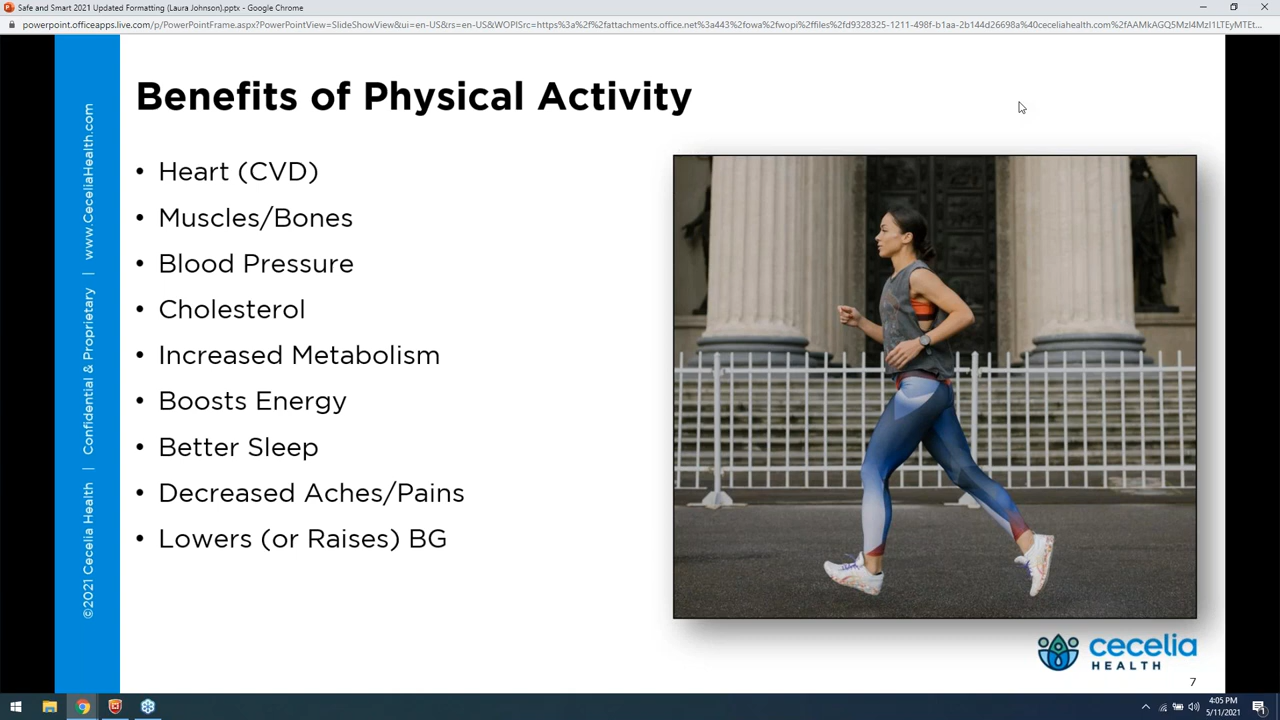 Safe and Smart 2021 Updated Formatting (Laura Johnson).pptx - Google Chrome
powerpoint.officeapps.live.com/p/PowerPointFrame.aspx?PowerPointView=SlideShowView&ui=en-US&rs=en-US&WOPISrc=https%3a%2f%2fattachments.office.net%3a443%2fowa%2fwopi%2ffiles%2fd9328325-1211-498f-b1aa-2b144d26698a%40ceceliahealth.com%2fAAMkAGQ5MzI4MzI1LTEyMTEt...
©2021 Cecelia Health | Confidential & Proprietary | www.CeceliaHealth.com
Benefits of Physical Activity
• Heart (CVD)
• Muscles/Bones
• Blood Pressure
• Cholesterol
• Increased Metabolism
• Boosts Energy
• Better Sleep
• Decreased Aches/Pains
• Lowers (or Raises) BG
cecelia
HEALTH
7
4:05 PM
5/11/2021